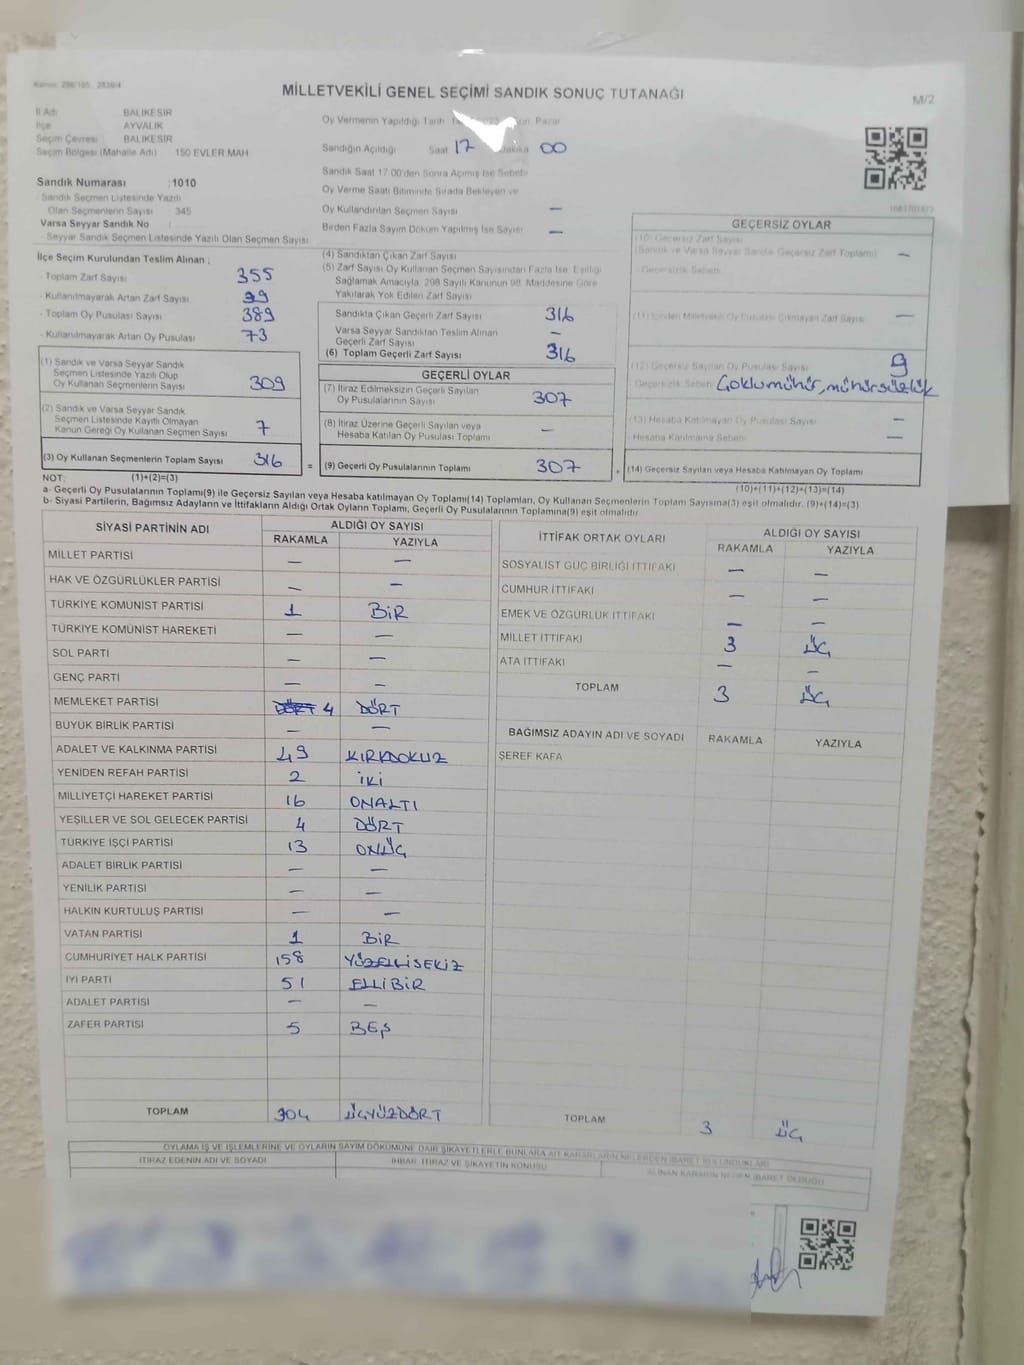 MİLLETVEKİLİ GENEL SEÇİMİ SANDIK SONUÇ TUTANAĞI
M/2
İl Adı BALIKESİR
İlçe AYVALIK
Seçim Çevresi BALIKESİR
Seçim Bölgesi (Mahalle Adı) 150 EVLER MAH
Sandık Numarası :1010
Sandık Seçmen Listesinde Yazılı
Olan Seçmenlerin Sayısı : 345
Varsa Seyyar Sandık No :
Seyyar Sandık Seçmen Listesinde Yazılı Olan Seçmen Sayısı
Oy Vermenin Yapıldığı Tarih Pazar
Sandığın Açıldığı Saat 17 Dakika 00
Sandık Saat 17.00'den Sonra Açılmış İse Sebebi
Oy Verme Saati Bitiminde Sırada Bekleyen ve
Oy Kullandırılan Seçmen Sayısı —
Birden Fazla Sayım Döküm Yapılmış İse Sayısı —
İlçe Seçim Kurulundan Teslim Alınan ;
- Toplam Zarf Sayısı 355
- Kullanılmayarak Artan Zarf Sayısı 39
- Toplam Oy Pusulası Sayısı 389
- Kullanılmayarak Artan Oy Pusulası 73
(1) Sandık ve Varsa Seyyar Sandık
Seçmen Listesinde Yazılı Olup
Oy Kullanan Seçmenlerin Sayısı 309
(2) Sandık ve Varsa Seyyar Sandık
Seçmen Listesinde Kayıtlı Olmayan
Kanun Gereği Oy Kullanan Seçmen Sayısı 7
(3) Oy Kullanan Seçmenlerin Toplam Sayısı 316
(4) Sandıktan Çıkan Zarf Sayısı
(5) Zarf Sayısı Oy Kullanan Seçmen Sayısından Fazla İse, Eşitliği
Sağlamak Amacıyla, 298 Sayılı Kanunun 98. Maddesine Göre
Yakılarak Yok Edilen Zarf Sayısı
Sandıkta Çıkan Geçerli Zarf Sayısı 316
Varsa Seyyar Sandıktan Teslim Alınan
Geçerli Zarf Sayısı —
(6) Toplam Geçerli Zarf Sayısı 316
GEÇERLİ OYLAR
(7) İtiraz Edilmeksizin Geçerli Sayılan
Oy Pusulalarının Sayısı 307
(8) İtiraz Üzerine Geçerli Sayılan veya
Hesaba Katılan Oy Pusulası Toplamı —
= (9) Geçerli Oy Pusulalarının Toplamı 307
GEÇERSİZ OYLAR
(10) Geçersiz Zarf Sayısı
(Sandık ve Varsa Seyyar Sandık Geçersiz Zarf Toplamı) —
Geçersizlik Sebebi
(11) İçinden Milletvekili Oy Pusulası Çıkmayan Zarf Sayısı —
(12) Geçersiz Sayılan Oy Pusulası Sayısı 9
Geçersizlik Sebebi Çoklu mühür, mühürsüzlük
(13) Hesaba Katılmayan Oy Pusulası Sayısı —
Hesaba Katılmama Sebebi —
+ (14) Geçersiz Sayılan veya Hesaba Katılmayan Oy Toplamı
NOT: (1)+(2)=(3)
(10)+(11)+(12)+(13)=(14)
a- Geçerli Oy Pusulalarının Toplamı(9) ile Geçersiz Sayılan veya Hesaba katılmayan Oy Toplamı(14) Toplamları, Oy Kullanan Seçmenlerin Toplam Sayısına(3) eşit olmalıdır. (9)+(14)=(3)
b- Siyasi Partilerin, Bağımsız Adayların ve İttifakların Aldığı Ortak Oyların Toplamı, Geçerli Oy Pusulalarının Toplamına(9) eşit olmalıdır
SİYASİ PARTİNİN ADI ALDIĞI OY SAYISI
RAKAMLA YAZIYLA
MİLLET PARTİSİ — —
HAK VE ÖZGÜRLÜKLER PARTİSİ — —
TÜRKİYE KOMÜNİST PARTİSİ 1 BİR
TÜRKİYE KOMÜNİST HAREKETİ — —
SOL PARTİ — —
GENÇ PARTİ — —
MEMLEKET PARTİSİ DÖRT 4 DÖRT
BÜYÜK BİRLİK PARTİSİ — —
ADALET VE KALKINMA PARTİSİ 49 KIRKDOKUZ
YENİDEN REFAH PARTİSİ 2 İKİ
MİLLİYETÇİ HAREKET PARTİSİ 16 ONALTI
YEŞİLLER VE SOL GELECEK PARTİSİ 4 DÖRT
TÜRKİYE İŞÇİ PARTİSİ 13 ONÜÇ
ADALET BİRLİK PARTİSİ — —
YENİLİK PARTİSİ — —
HALKIN KURTULUŞ PARTİSİ — —
VATAN PARTİSİ 1 BİR
CUMHURİYET HALK PARTİSİ 158 YÜZELLİSEKİZ
İYİ PARTİ 51 ELLİBİR
ADALET PARTİSİ — —
ZAFER PARTİSİ 5 BEŞ
TOPLAM 304 ÜÇYÜZDÖRT
İTTİFAK ORTAK OYLARI ALDIĞI OY SAYISI
RAKAMLA YAZIYLA
SOSYALİST GÜÇ BİRLİĞİ İTTİFAKI — —
CUMHUR İTTİFAKI — —
EMEK VE ÖZGÜRLÜK İTTİFAKI — —
MİLLET İTTİFAKI 3 ÜÇ
ATA İTTİFAKI — —
TOPLAM 3 ÜÇ
BAĞIMSIZ ADAYIN ADI VE SOYADI RAKAMLA YAZIYLA
ŞEREF KAFA
TOPLAM 3 ÜÇ
OYLAMA İŞ VE İŞLEMLERİNE VE OYLARIN SAYIM DÖKÜMÜNE DAİR ŞİKAYETLERLE BUNLARA AİT KARARLARIN NELERDEN İBARET BULUNDUKLARI
İTİRAZ EDENİN ADI VE SOYADI İHBAR, İTİRAZ VE ŞİKAYETİN KONUSU ALINAN KARARIN NEDEN İBARET OLDUĞU